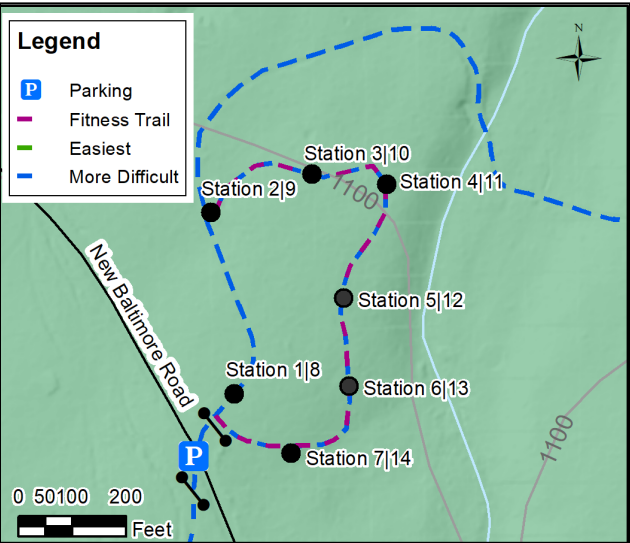 Legend
P Parking
Fitness Trail
Easiest
More Difficult
Station 3|10
Station 4|11
Station 2|9
1100
New Baltimore Road
Station 5|12
Station 1|8
Station 6|13
1100
P
Station 7|14
0 50100 200
Feet
N